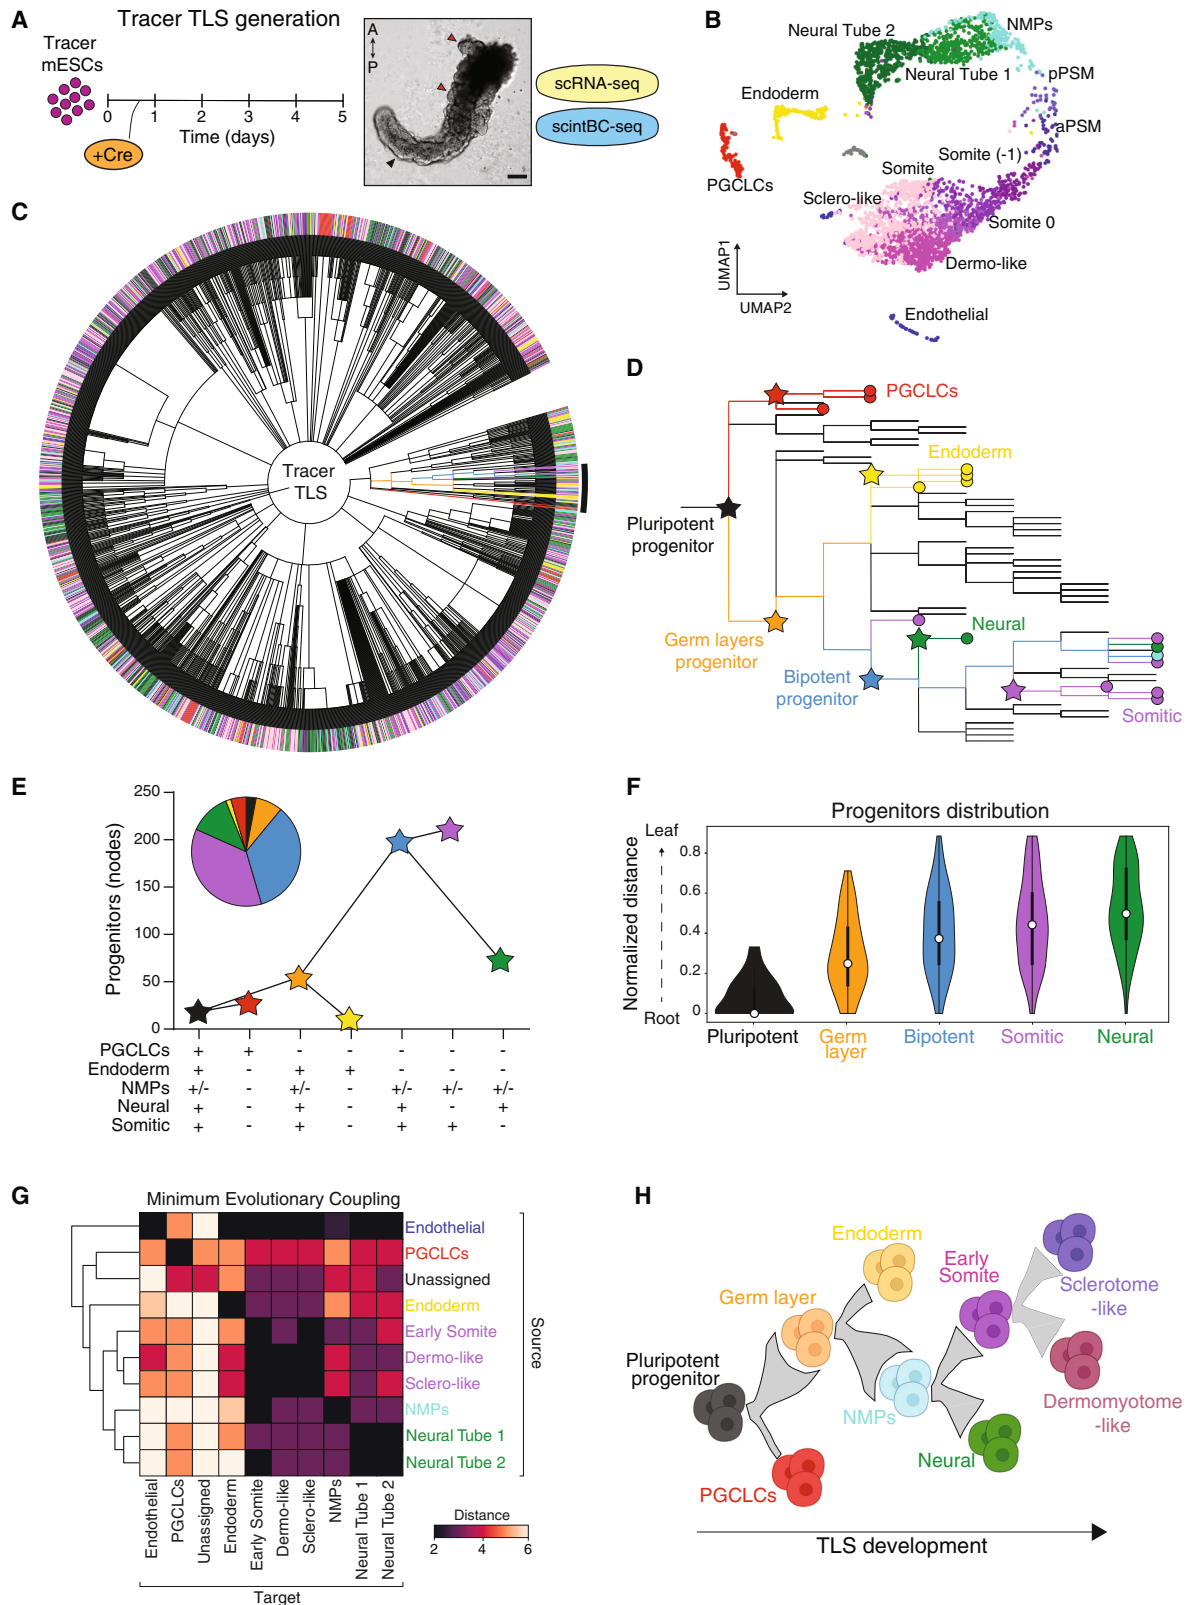 A
Tracer TLS generation
Tracer
mESCs
0 1 2 3 4 5
Time (days)
+Cre
A
P
scRNA-seq
scintBC-seq
B
Neural Tube 2
NMPs
Neural Tube 1
pPSM
Endoderm
aPSM
Somite (-1)
Somite
PGCLCs
Sclero-like
Somite 0
Dermo-like
UMAP1
UMAP2
Endothelial
C
Tracer
TLS
D
PGCLCs
Endoderm
Pluripotent
progenitor
Neural
Germ layers
progenitor
Bipotent
progenitor
Somitic
E
Progenitors (nodes)
250
200
150
100
50
0
PGCLCs + + - - - - -
Endoderm + - + + - - -
NMPs +/- - +/- - +/- +/- +/-
Neural + - + - + - +
Somitic + - + - + + -
F
Progenitors distribution
Normalized distance
Leaf
Root
0.8
0.6
0.4
0.2
0
Pluripotent
Germ
layer
Bipotent
Somitic
Neural
G
Minimum Evolutionary Coupling
Endothelial
PGCLCs
Unassigned
Endoderm
Early Somite
Dermo-like
Sclero-like
NMPs
Neural Tube 1
Neural Tube 2
Source
Endothelial
PGCLCs
Unassigned
Endoderm
Early Somite
Dermo-like
Sclero-like
NMPs
Neural Tube 1
Neural Tube 2
Target
Distance
2 4 6
H
Endoderm
Early
Somite
Germ layer
Sclerotome
-like
Pluripotent
progenitor
NMPs
Dermomyotome
-like
Neural
PGCLCs
TLS development